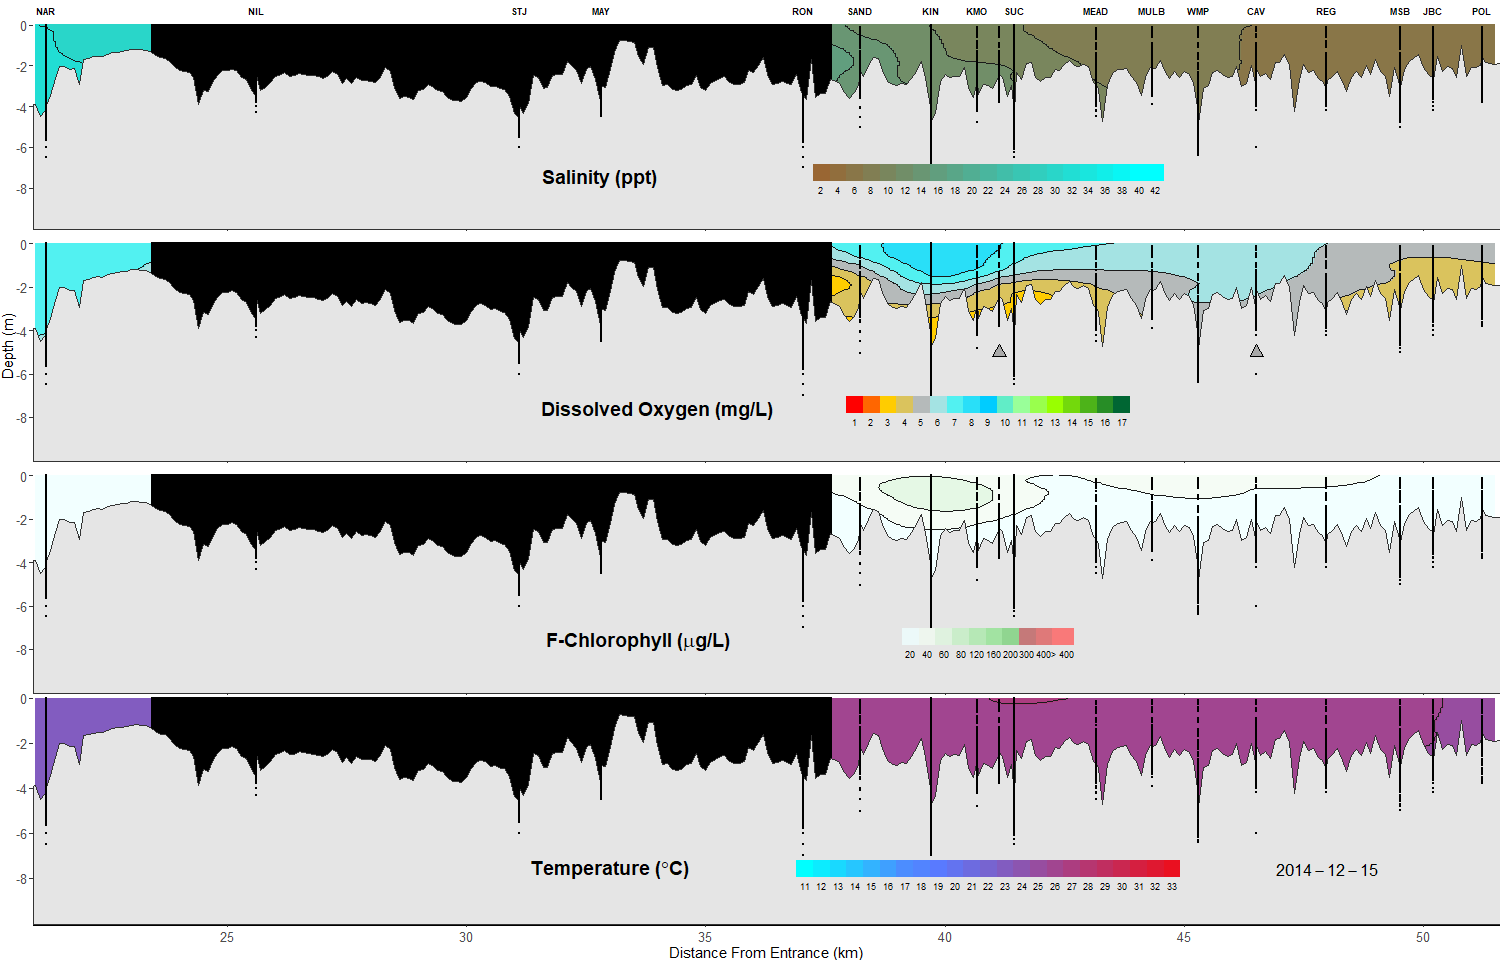 NAR NIL STJ MAY RON SAND KIN KMO SUC MEAD MULB WMP CAV REG MSB JBC POL
0
-2
-4
-6
-8
Salinity (ppt)
2 4 6 8 10 12 14 16 18 20 22 24 26 28 30 32 34 36 38 40 42
0
-2
-4
-6
-8
Dissolved Oxygen (mg/L)
1 2 3 4 5 6 7 8 9 10 11 12 13 14 15 16 17
Depth (m)
0
-2
-4
-6
-8
F-Chlorophyll (µg/L)
20 40 60 80 120 160 200 300 400 > 400
0
-2
-4
-6
-8
Temperature (°C)
11 12 13 14 15 16 17 18 19 20 21 22 23 24 25 26 27 28 29 30 31 32 33
2014 – 12 – 15
25 30 35 40 45 50
Distance From Entrance (km)